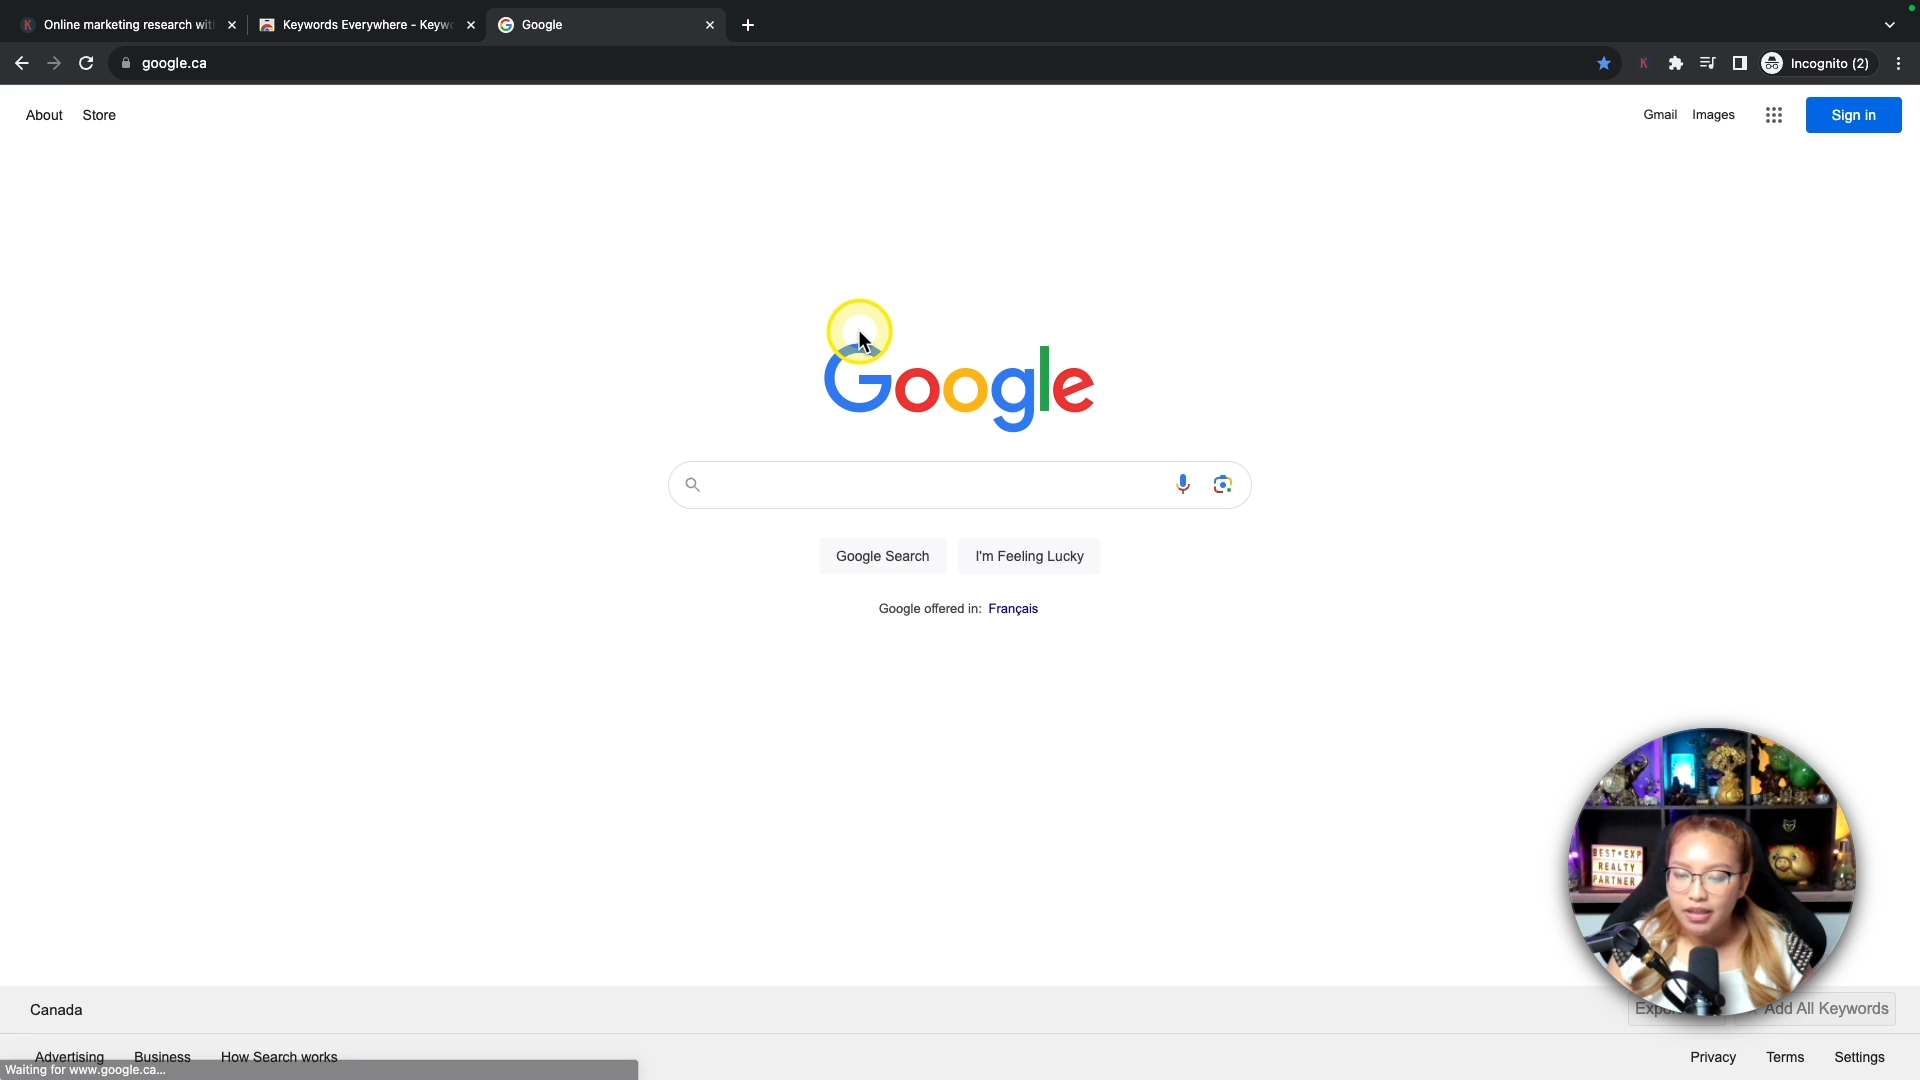 Online marketing research wit
Keywords Everywhere - Keyw
Google
google.ca
Incognito (2)
About
Store
Gmail
Images
Sign in
Google
Google Search
I'm Feeling Lucky
Google offered in: Français
BEST★EXP
REALTY
PARTNER
Canada
Add All Keywords
Advertising
Business
How Search works
Privacy
Terms
Settings
Waiting for www.google.ca...